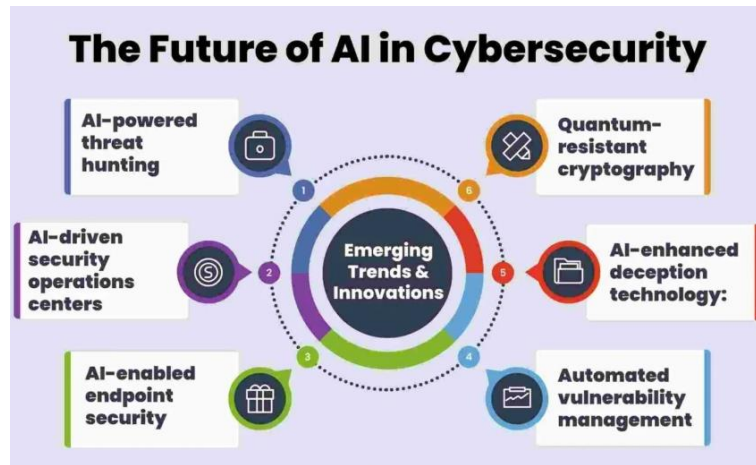 The Future of AI in Cybersecurity
AI-powered
threat
hunting
1
AI-driven
security
operations
centers
2
AI-enabled
endpoint
security
3
Emerging
Trends &
Innovations
Quantum-
resistant
cryptography
6
AI-enhanced
deception
technology:
5
Automated
vulnerability
management
4
S